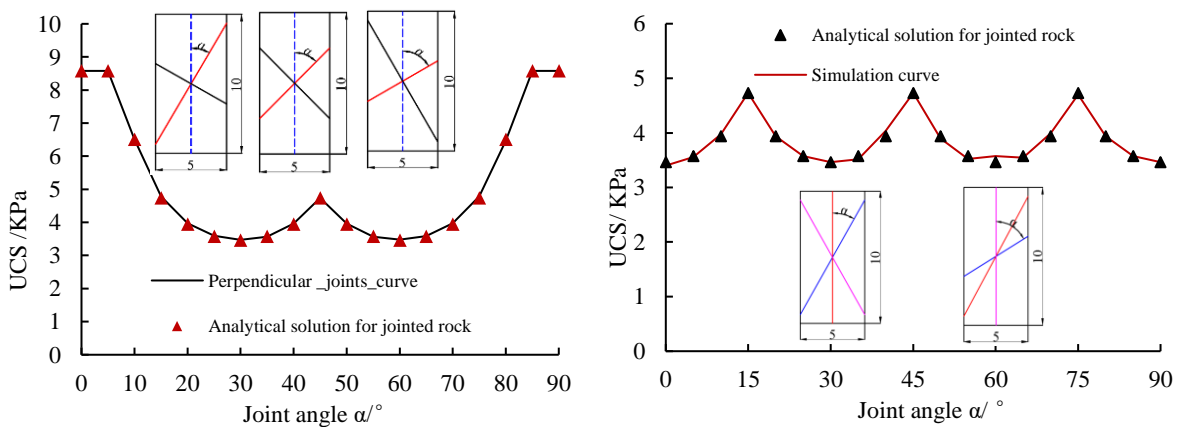 10
9
8
7
6
5
4
3
2
1
0
UCS /KPa
α
10
5
α
10
5
α
10
5
Perpendicular _joints_curve
Analytical solution for jointed rock
0 10 20 30 40 50 60 70 80 90
Joint angle α/°
6
5
4
3
2
1
0
UCS/KPa
Analytical solution for jointed rock
Simulation curve
α
10
5
α
10
5
0 15 30 45 60 75 90
Joint angle α/ °